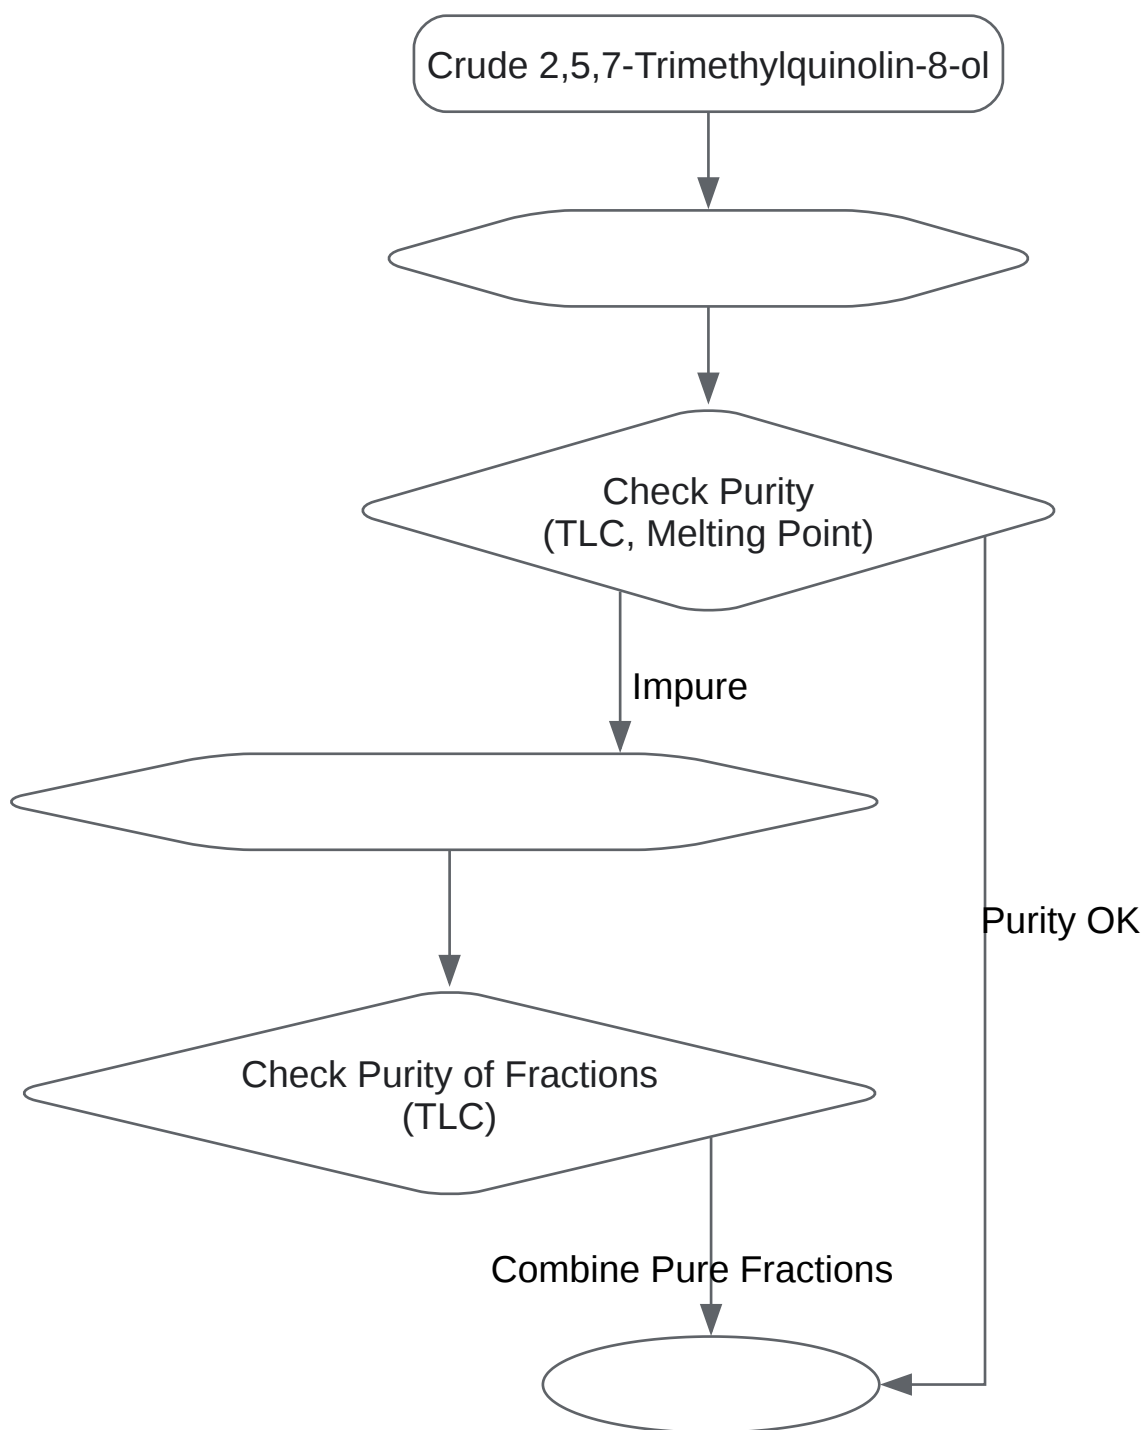 Crude 2,5,7-Trimethylquinolin-8-ol
Check Purity
(TLC, Melting Point)
Impure
Purity OK
Check Purity of Fractions
(TLC)
Combine Pure Fractions